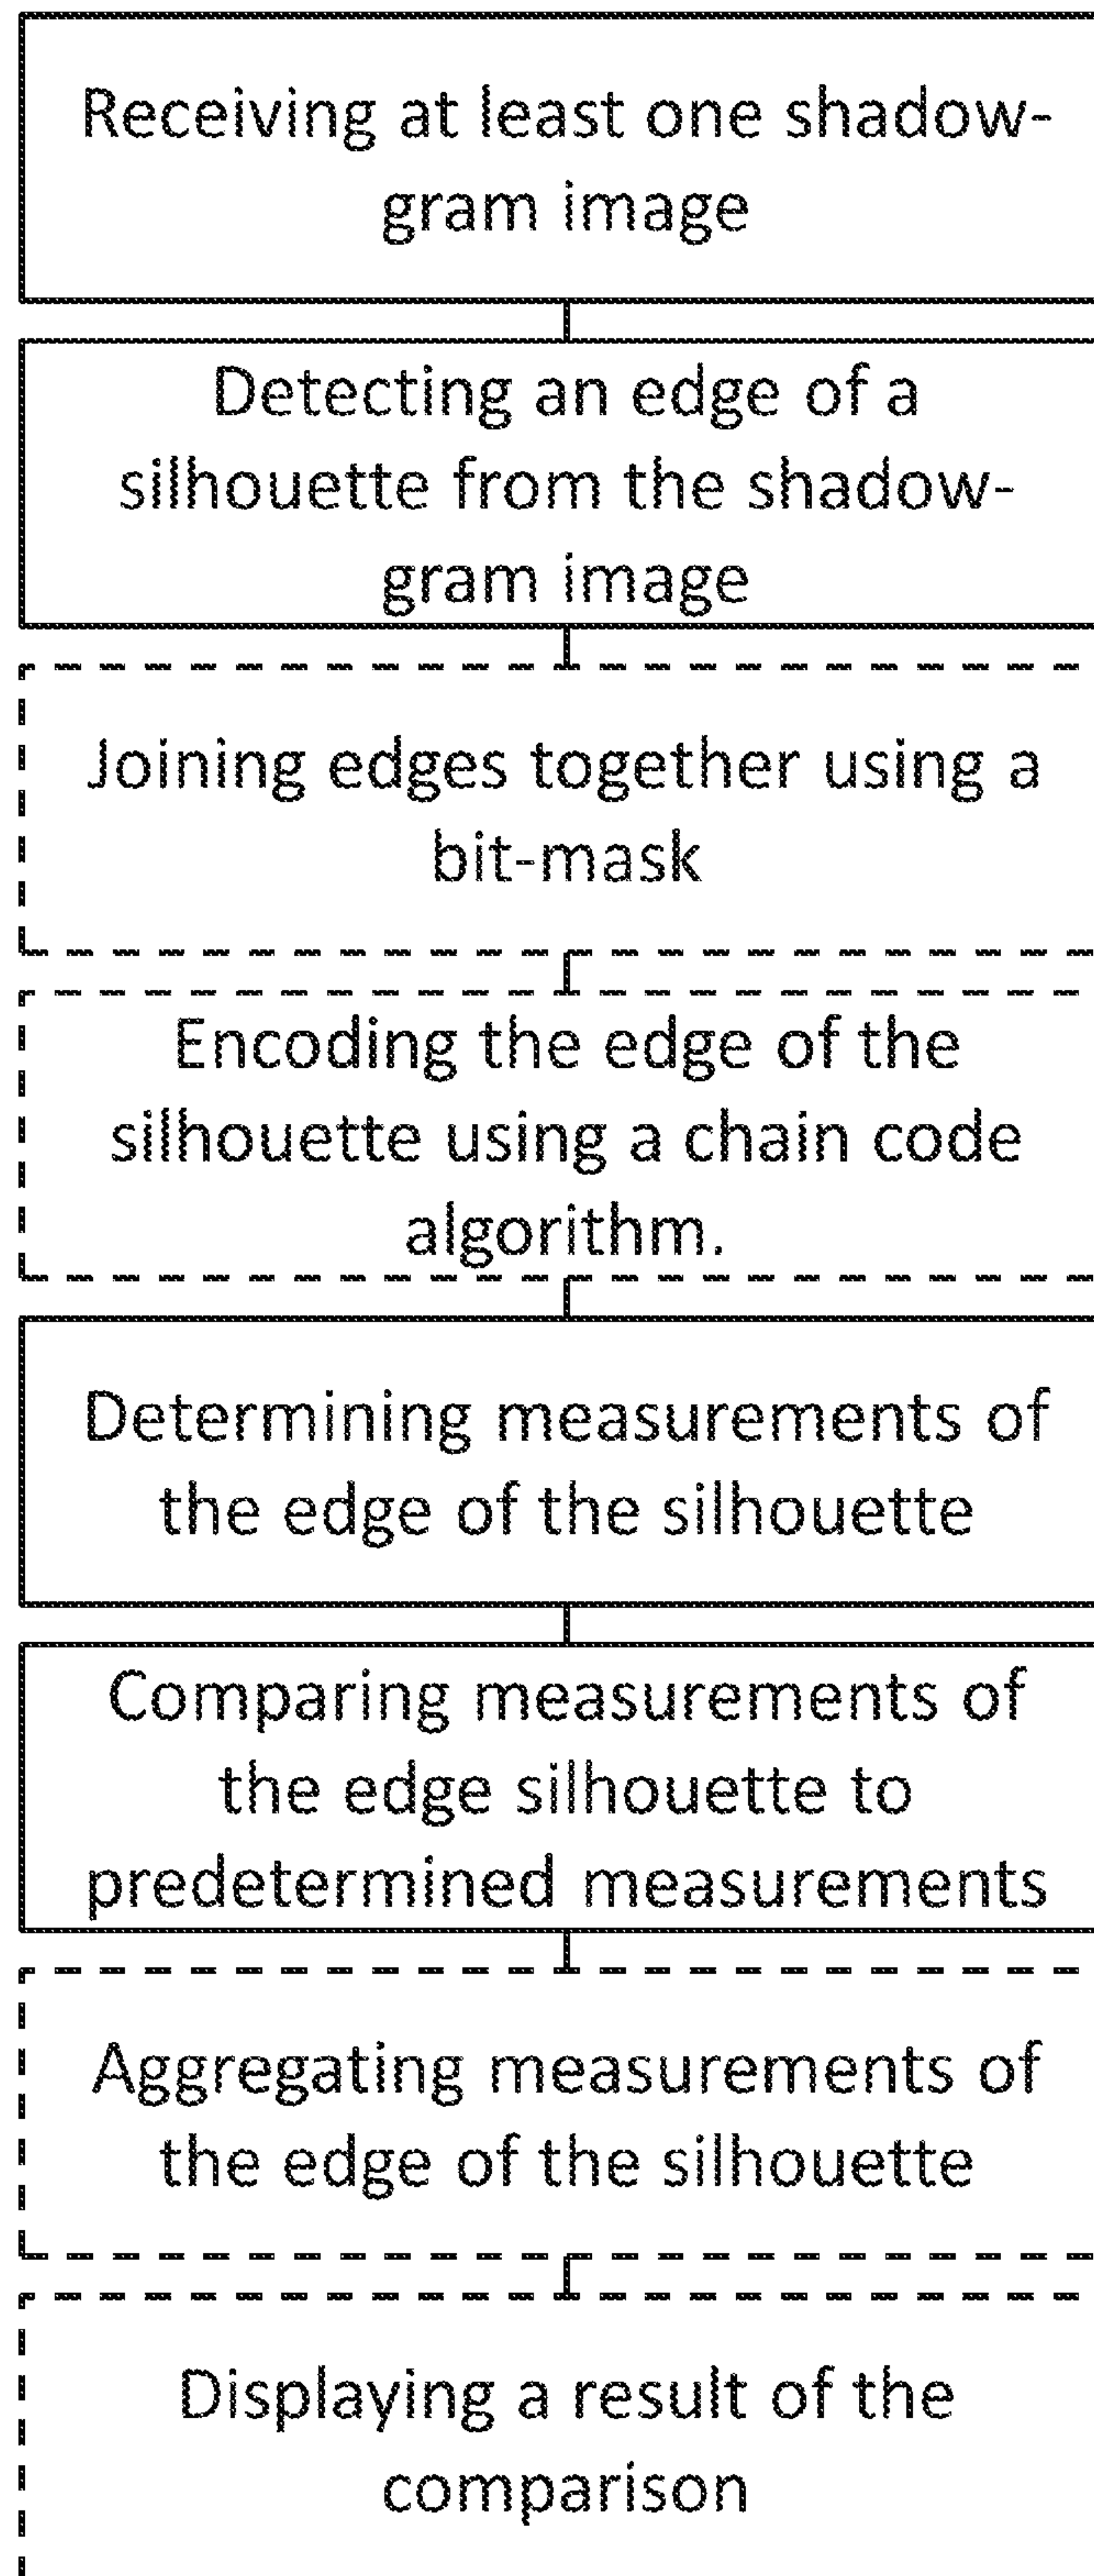 Receiving at least one shadow-
gram image
Detecting an edge of a
silhouette from the shadow-
gram image
Joining edges together using a
bit-mask
Encoding the edge of the
silhouette using a chain code
algorithm.
Determining measurements of
the edge of the silhouette
Comparing measurements of
the edge silhouette to
predetermined measurements
Aggregating measurements of
the edge of the silhouette
Displaying a result of the
comparison